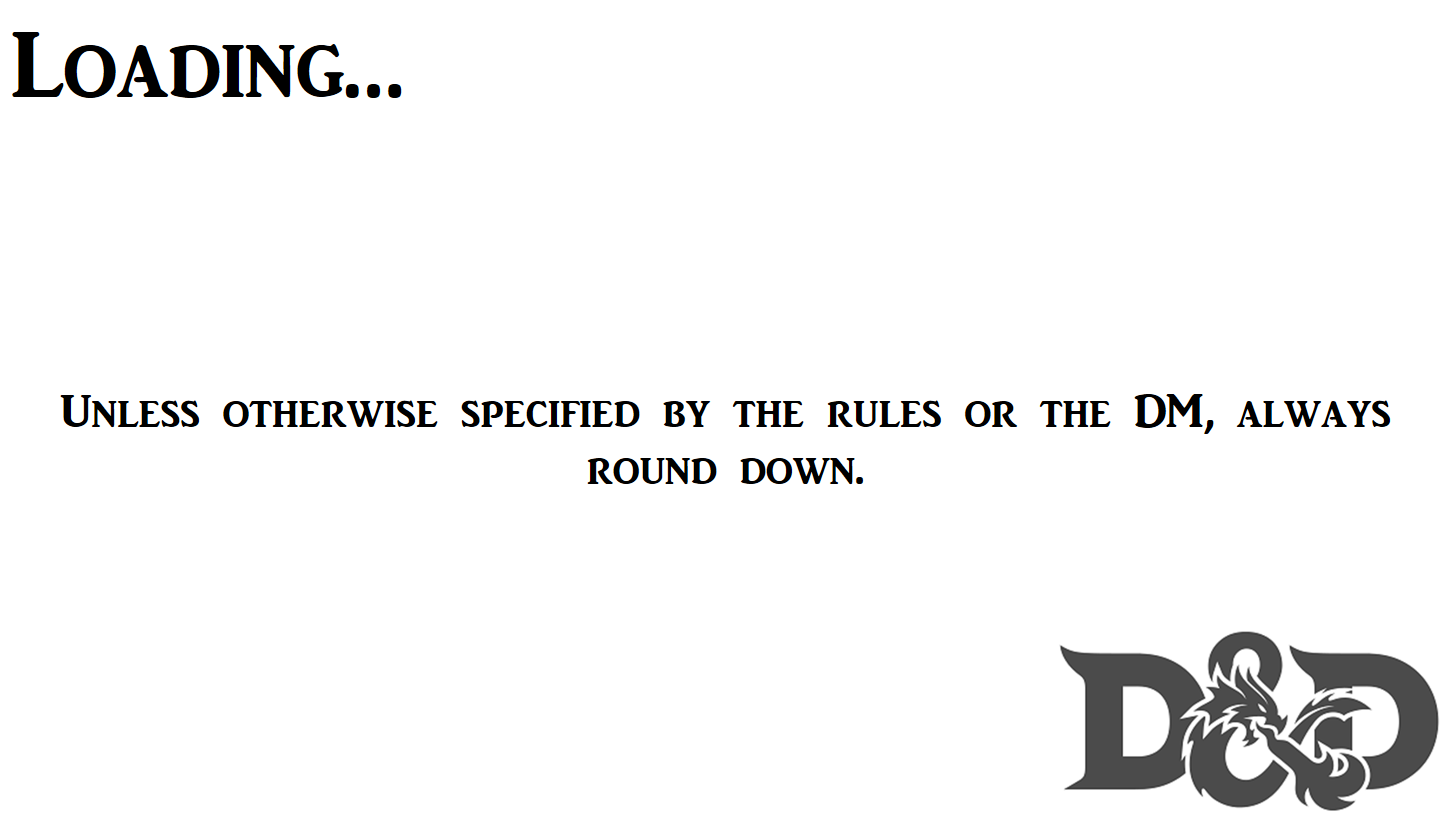 Loading...
Unless otherwise specified by the rules or the DM, always
round down.
D&D